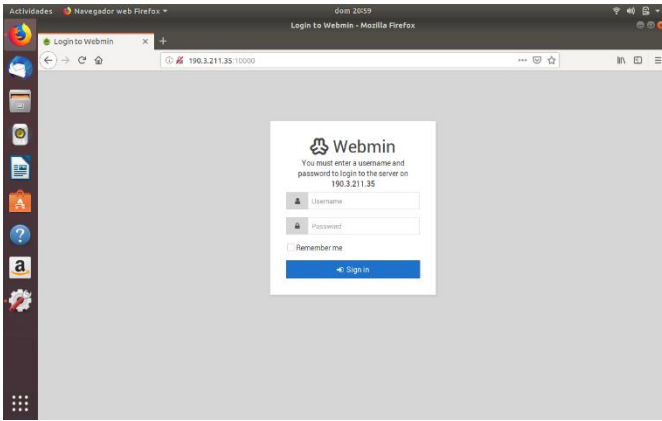 Actividades Navegador web Firefox dom 20:59
Login to Webmin - Mozilla Firefox
Login to Webmin × +
190.3.211.35:10000
Webmin
You must enter a username and
password to login to the server on
190.3.211.35
Username
Password
Remember me
Sign in